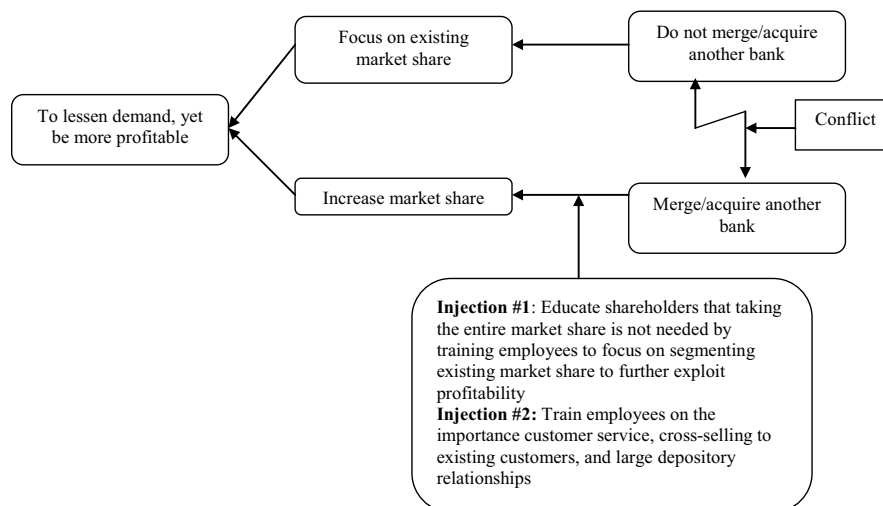 Focus on existing
market share
Do not merge/acquire
another bank
To lessen demand, yet
be more profitable
Conflict
Increase market share
Merge/acquire another
bank
Injection #1: Educate shareholders that taking
the entire market share is not needed by
training employees to focus on segmenting
existing market share to further exploit
profitability
Injection #2: Train employees on the
importance customer service, cross-selling to
existing customers, and large depository
relationships